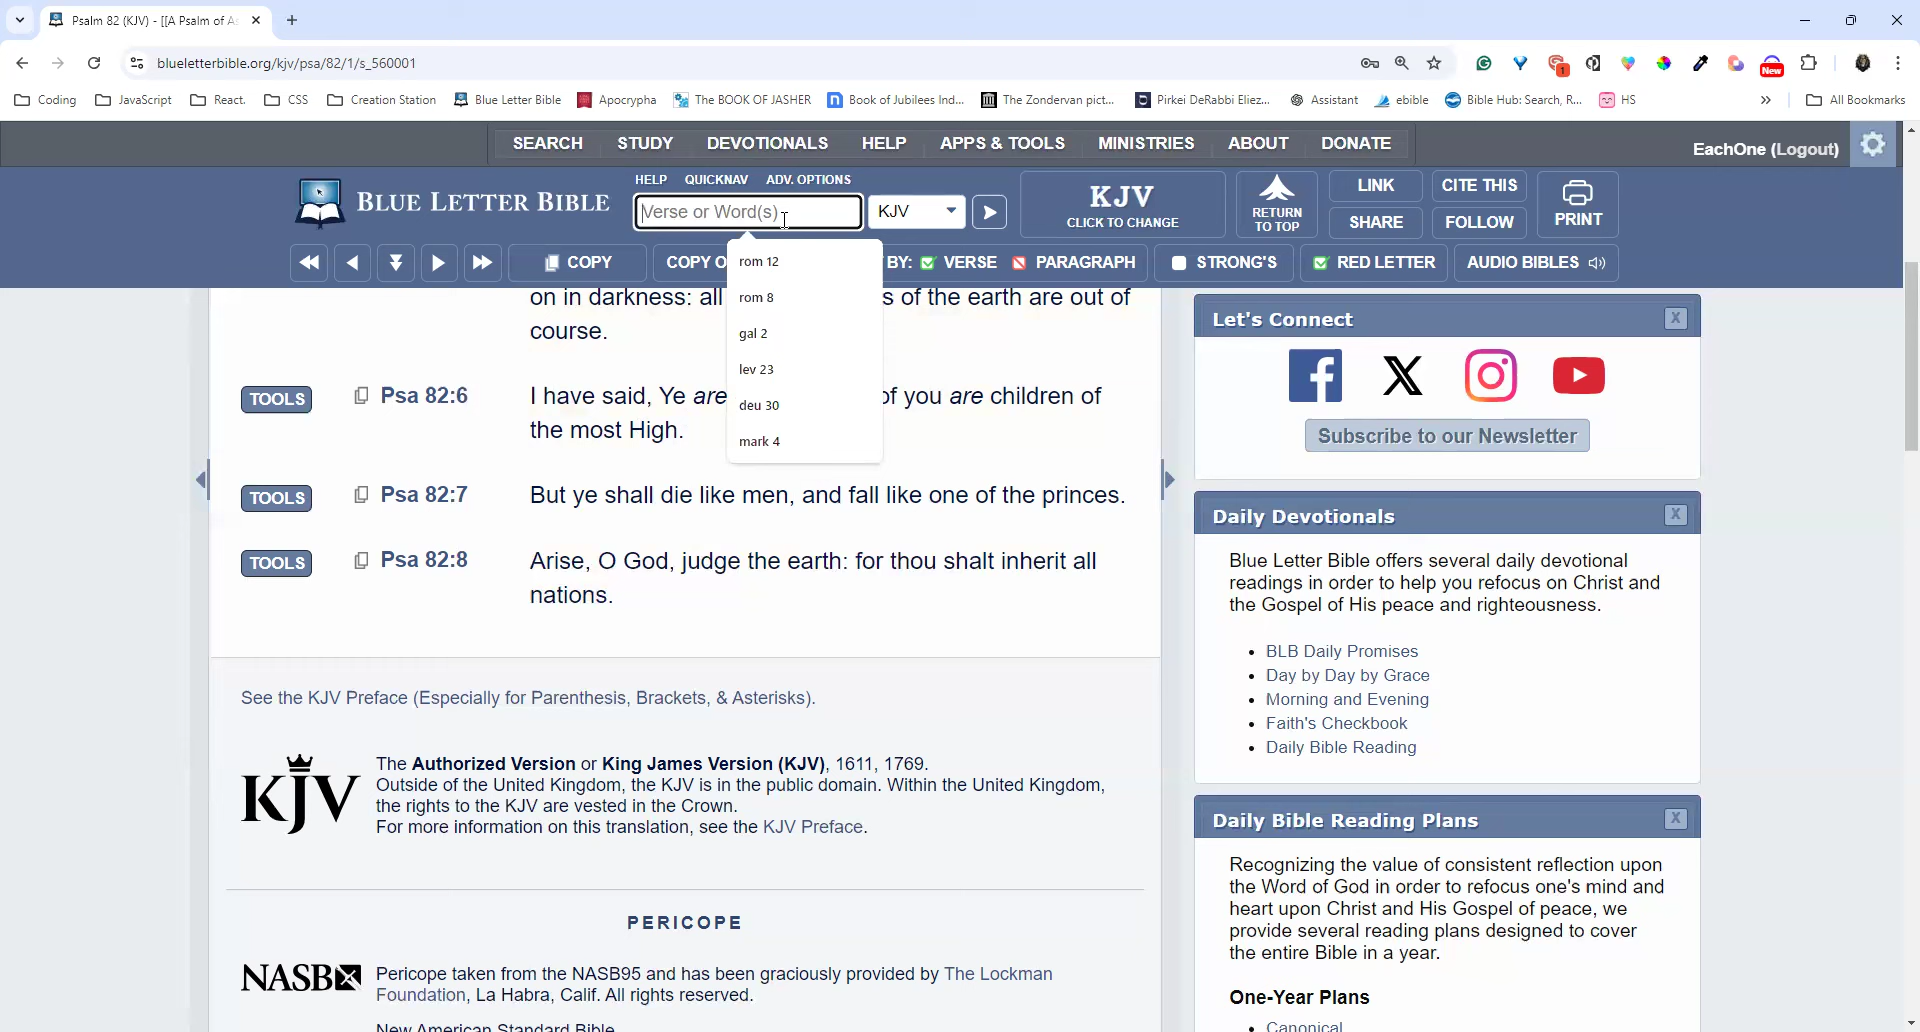 Psalm 82 (KJV) - [[A Psalm of A
blueletterbible.org/kjv/psa/82/1/s_560001
1
New
Coding
JavaScript
React.
CSS
Creation Station
Blue Letter Bible
Apocrypha
The BOOK OF JASHER
Book of Jubilees Ind...
The Zondervan pict...
Pirkei DeRabbi Eliez...
Assistant
ebible
Bible Hub: Search, R...
HS
»
All Bookmarks
SEARCH STUDY DEVOTIONALS HELP APPS & TOOLS MINISTRIES ABOUT DONATE
EachOne (Logout)
BLUE LETTER BIBLE
HELP QUICKNAV ADV. OPTIONS
Verse or Word(s)
KJV
KJV
CLICK TO CHANGE
RETURN
TO TOP
LINK
CITE THIS
SHARE
FOLLOW
PRINT
COPY
COPY O
BY: VERSE PARAGRAPH
STRONG'S
RED LETTER
AUDIO BIBLES
rom 12
rom 8
gal 2
lev 23
deu 30
mark 4
on in darkness: all s of the earth are out of
course.
TOOLS Psa 82:6 I have said, Ye are of you are children of
the most High.
TOOLS Psa 82:7 But ye shall die like men, and fall like one of the princes.
TOOLS Psa 82:8 Arise, O God, judge the earth: for thou shalt inherit all
nations.
See the KJV Preface (Especially for Parenthesis, Brackets, & Asterisks).
KJV
The Authorized Version or King James Version (KJV), 1611, 1769.
Outside of the United Kingdom, the KJV is in the public domain. Within the United Kingdom,
the rights to the KJV are vested in the Crown.
For more information on this translation, see the KJV Preface.
PERICOPE
NASB
Pericope taken from the NASB95 and has been graciously provided by The Lockman
Foundation, La Habra, Calif. All rights reserved.
New American Standard Bible
Let's Connect
X
Subscribe to our Newsletter
Daily Devotionals
X
Blue Letter Bible offers several daily devotional
readings in order to help you refocus on Christ and
the Gospel of His peace and righteousness.
• BLB Daily Promises
• Day by Day by Grace
• Morning and Evening
• Faith's Checkbook
• Daily Bible Reading
Daily Bible Reading Plans
X
Recognizing the value of consistent reflection upon
the Word of God in order to refocus one's mind and
heart upon Christ and His Gospel of peace, we
provide several reading plans designed to cover
the entire Bible in a year.
One-Year Plans
• Canonical